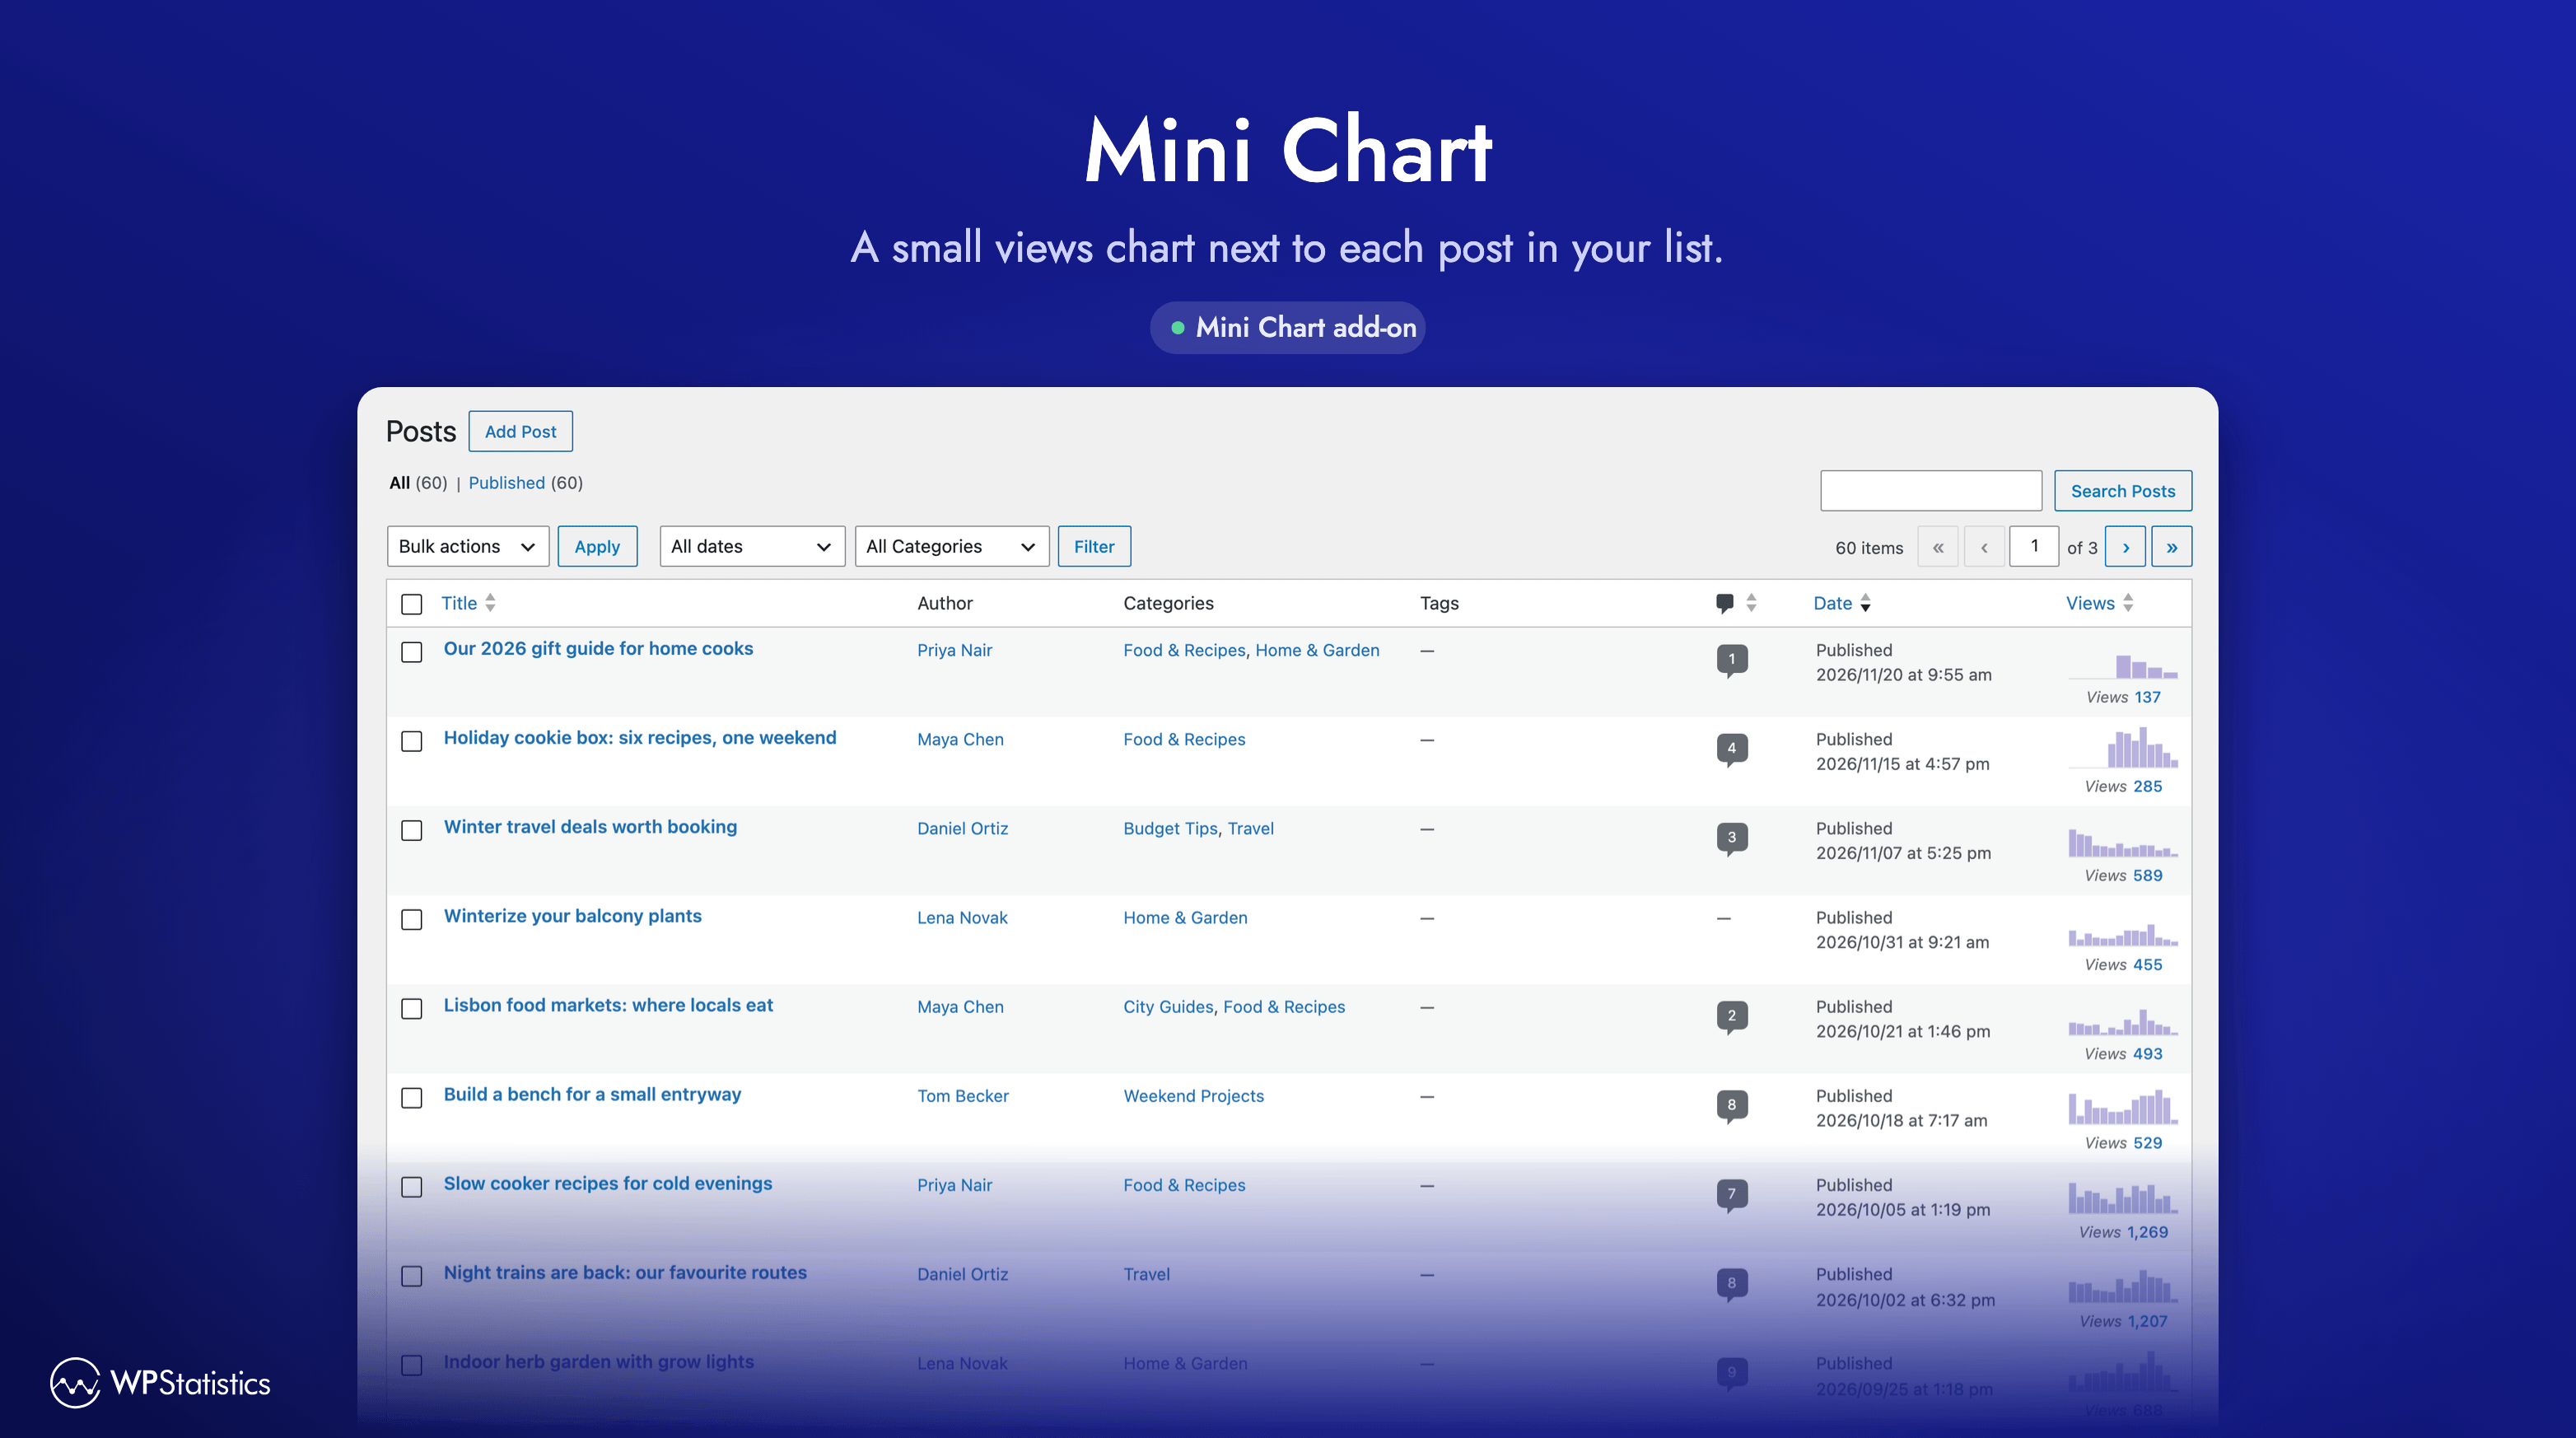 Mini Chart
A small views chart next to each post in your list.
Mini Chart add-on
Posts
Add Post
All (60) | Published (60)
Search Posts
Bulk actions
Apply
All dates
All Categories
Filter
60 items
«
‹
1
of 3
›
»
Title
Author
Categories
Tags
Date
Views
Our 2026 gift guide for home cooks
Priya Nair
Food & Recipes, Home & Garden
—
1
Published
2026/11/20 at 9:55 am
Views 137
Holiday cookie box: six recipes, one weekend
Maya Chen
Food & Recipes
—
4
Published
2026/11/15 at 4:57 pm
Views 285
Winter travel deals worth booking
Daniel Ortiz
Budget Tips, Travel
—
3
Published
2026/11/07 at 5:25 pm
Views 589
Winterize your balcony plants
Lena Novak
Home & Garden
—
—
Published
2026/10/31 at 9:21 am
Views 455
Lisbon food markets: where locals eat
Maya Chen
City Guides, Food & Recipes
—
2
Published
2026/10/21 at 1:46 pm
Views 493
Build a bench for a small entryway
Tom Becker
Weekend Projects
—
8
Published
2026/10/18 at 7:17 am
Views 529
Slow cooker recipes for cold evenings
Priya Nair
Food & Recipes
—
7
Published
2026/10/05 at 1:19 pm
Views 1,269
Night trains are back: our favourite routes
Daniel Ortiz
Travel
—
8
Published
2026/10/02 at 6:32 pm
Views 1,207
Indoor herb garden with grow lights
Lena Novak
Home & Garden
—
9
Published
2026/09/25 at 1:18 pm
Views 688
WPStatistics